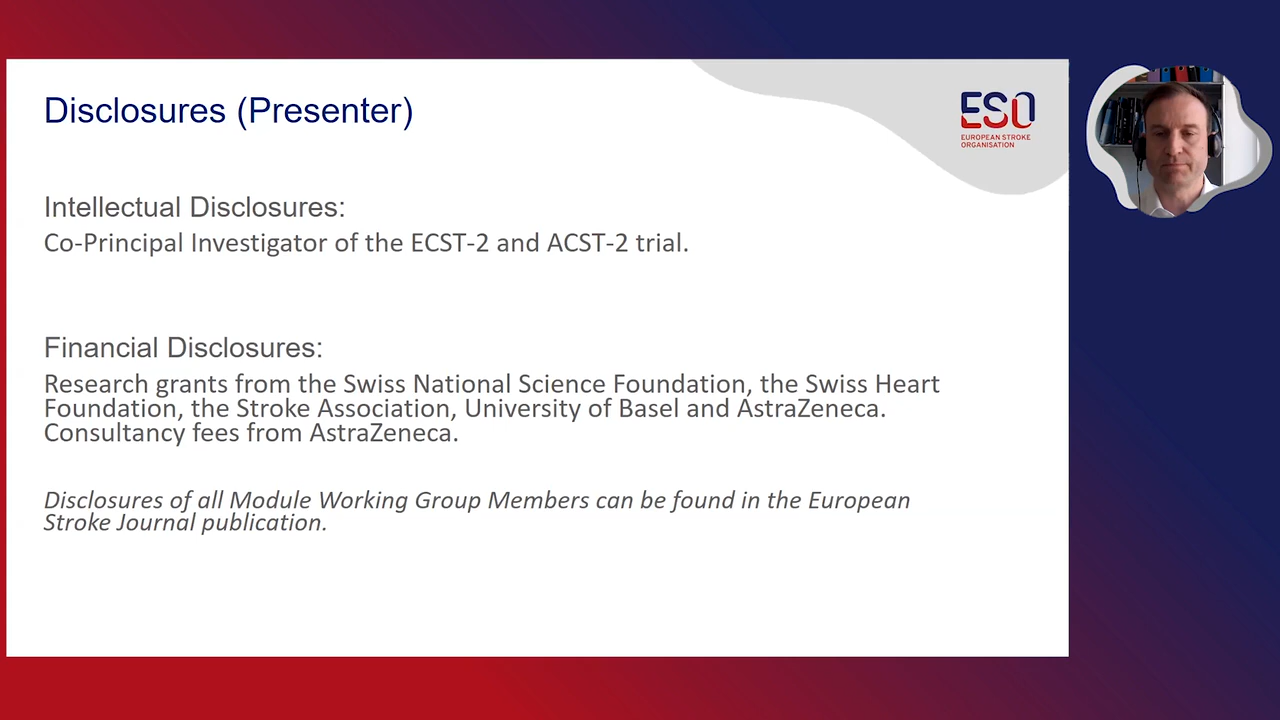 Disclosures (Presenter)
ESO
EUROPEAN STROKE
ORGANISATION
Intellectual Disclosures:
Co-Principal Investigator of the ECST-2 and ACST-2 trial.
Financial Disclosures:
Research grants from the Swiss National Science Foundation, the Swiss Heart
Foundation, the Stroke Association, University of Basel and AstraZeneca.
Consultancy fees from AstraZeneca.
Disclosures of all Module Working Group Members can be found in the European
Stroke Journal publication.